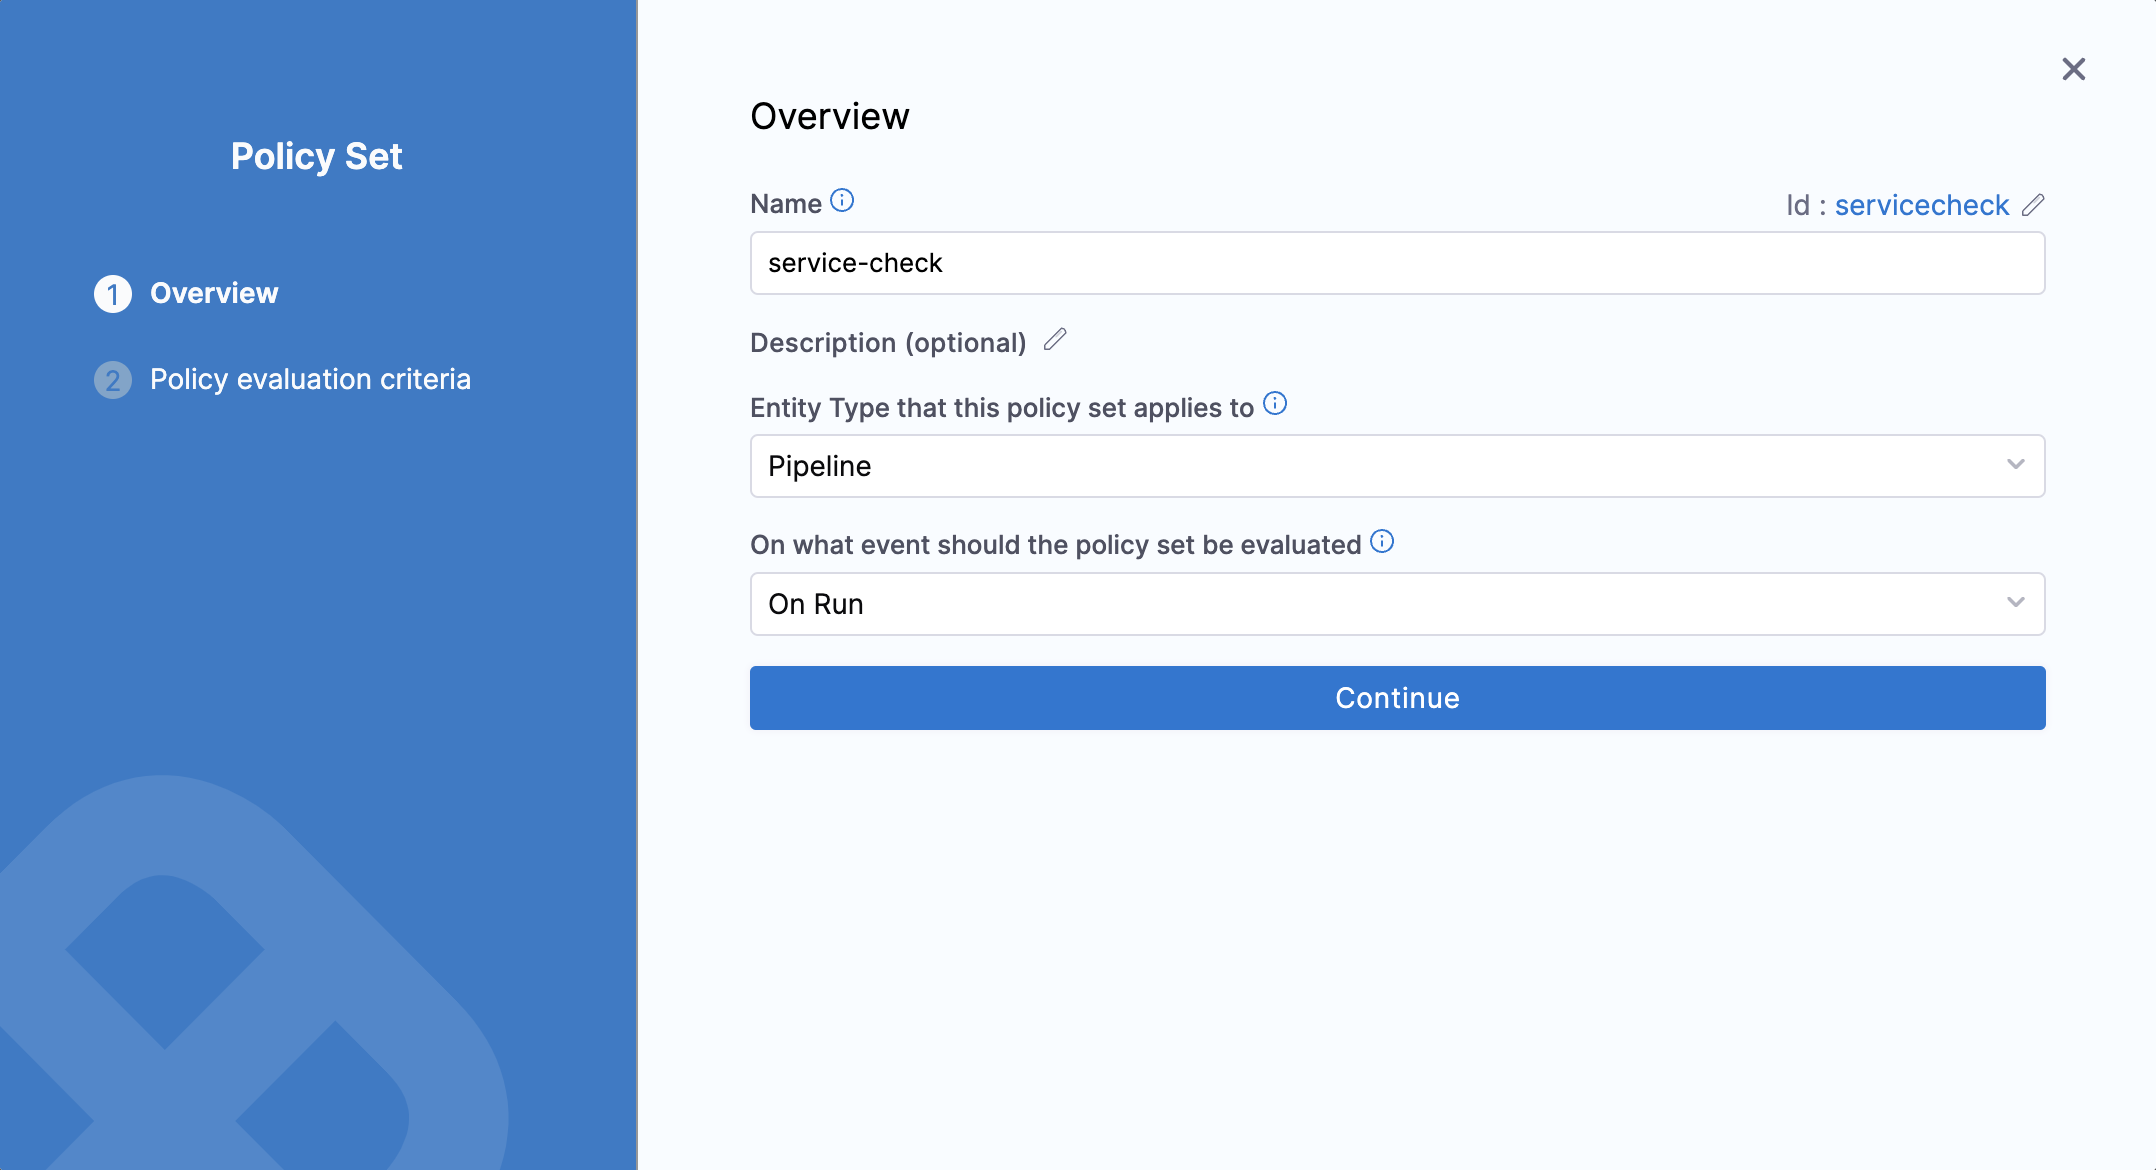 Policy Set
1 Overview
2 Policy evaluation criteria
Overview
Name
Id : servicecheck
service-check
Description (optional)
Entity Type that this policy set applies to
Pipeline
On what event should the policy set be evaluated
On Run
Continue